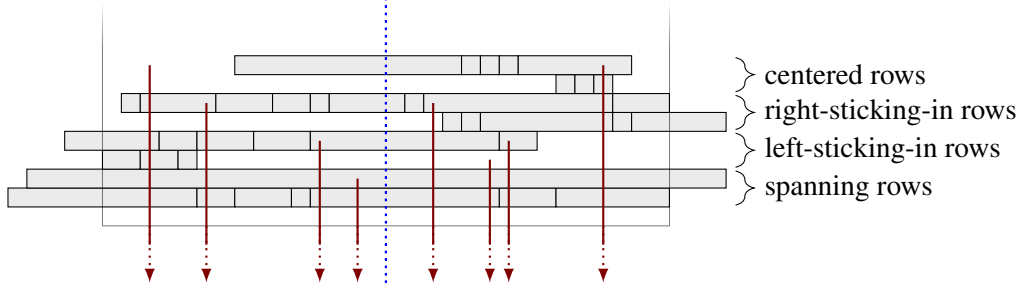 centered rows
right-sticking-in rows
left-sticking-in rows
spanning rows